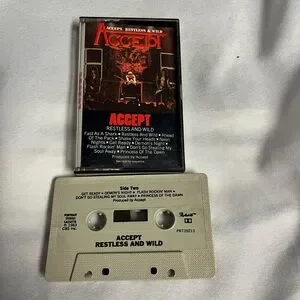 ACCEPT RESTLESS & WILD
ACCEPT
ACCEPT
RESTLESS AND WILD
Fast As A Shark • Restless And Wild • Ahead
Of The Pack • Shake Your Heads • Neon
Nights • Get Ready • Demon's Night •
Flash Rockin' Man • Don't Go Stealing My
Soul Away • Princess Of The Dawn
Produced by Accept
Side Two
GET READY • DEMON'S NIGHT • FLASH ROCKIN' MAN •
DON'T GO STEALING MY SOUL AWAY • PRINCESS OF THE DAWN
Produced by Accept
CBS Inc.
ACCEPT
RESTLESS AND WILD